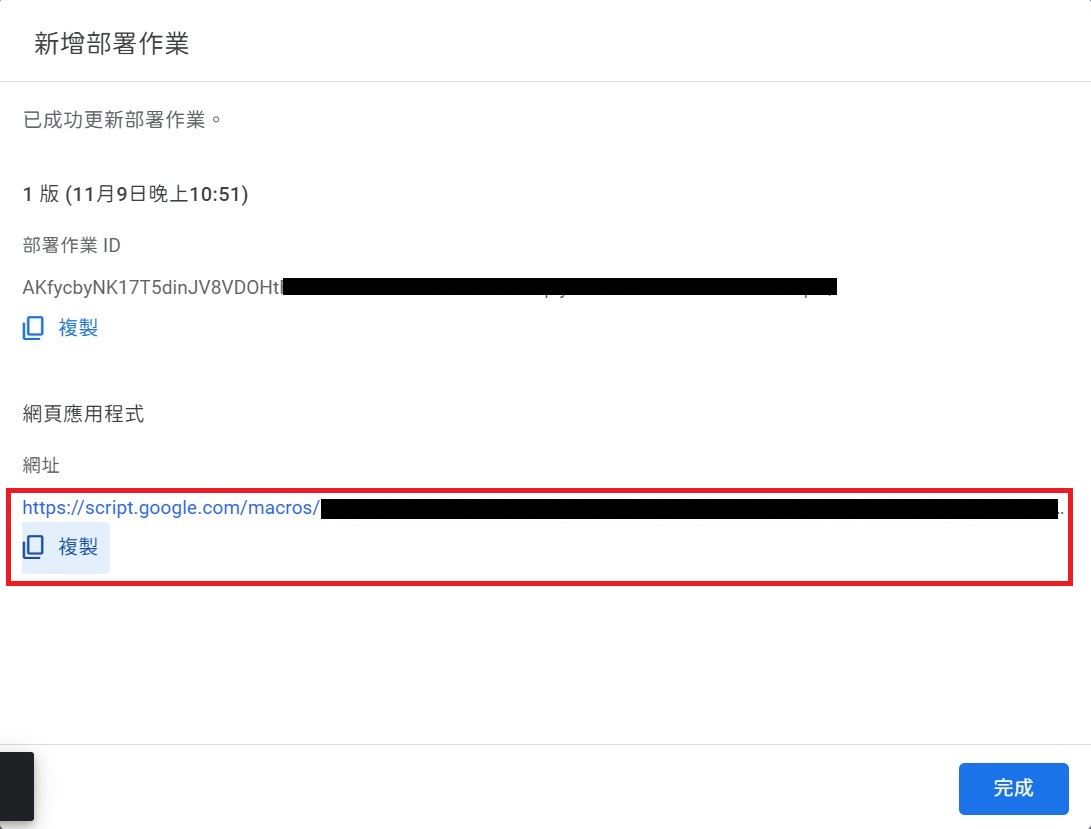 新增部署作業
已成功更新部署作業。
1 版 (11月9日晚上10:51)
部署作業 ID
AKfycbyNK17T5dinJV8VDOHt
複製
網頁應用程式
網址
https://script.google.com/macros/
複製
完成